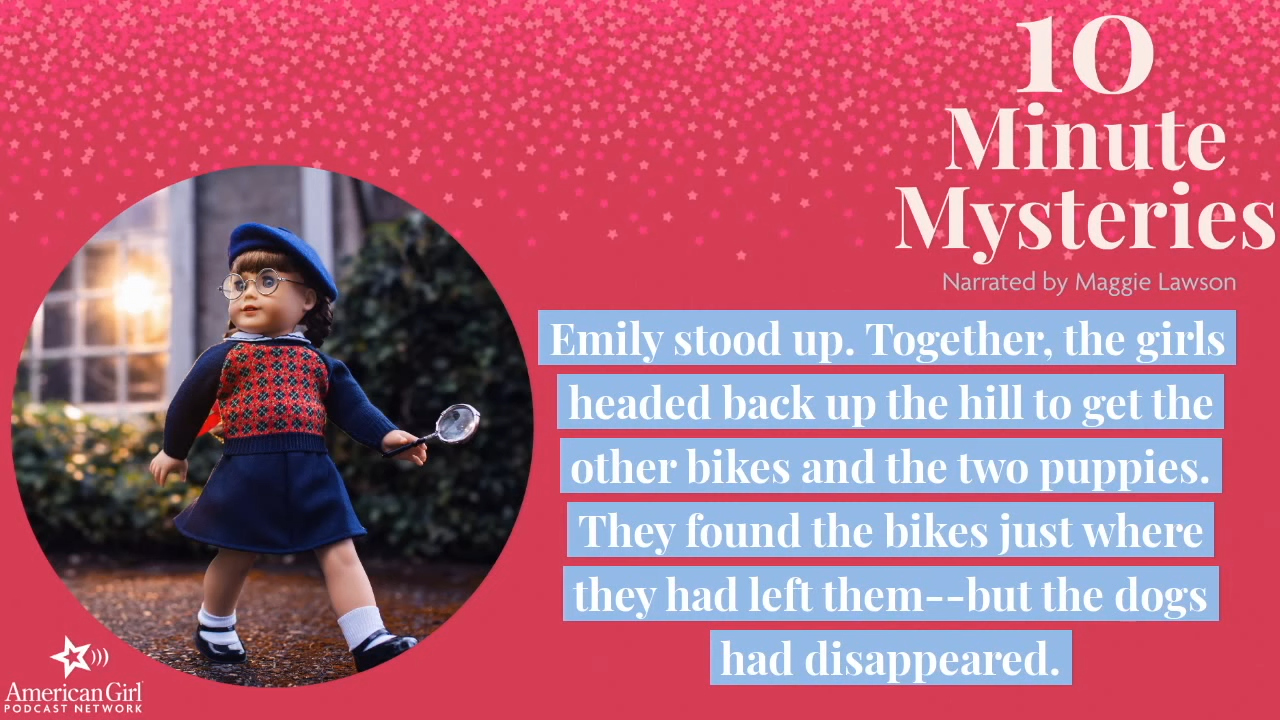 10
Minute
Mysteries
Narrated by Maggie Lawson
Emily stood up. Together, the girls
headed back up the hill to get the
other bikes and the two puppies.
They found the bikes just where
they had left them--but the dogs
had disappeared.
American Girl
PODCAST NETWORK